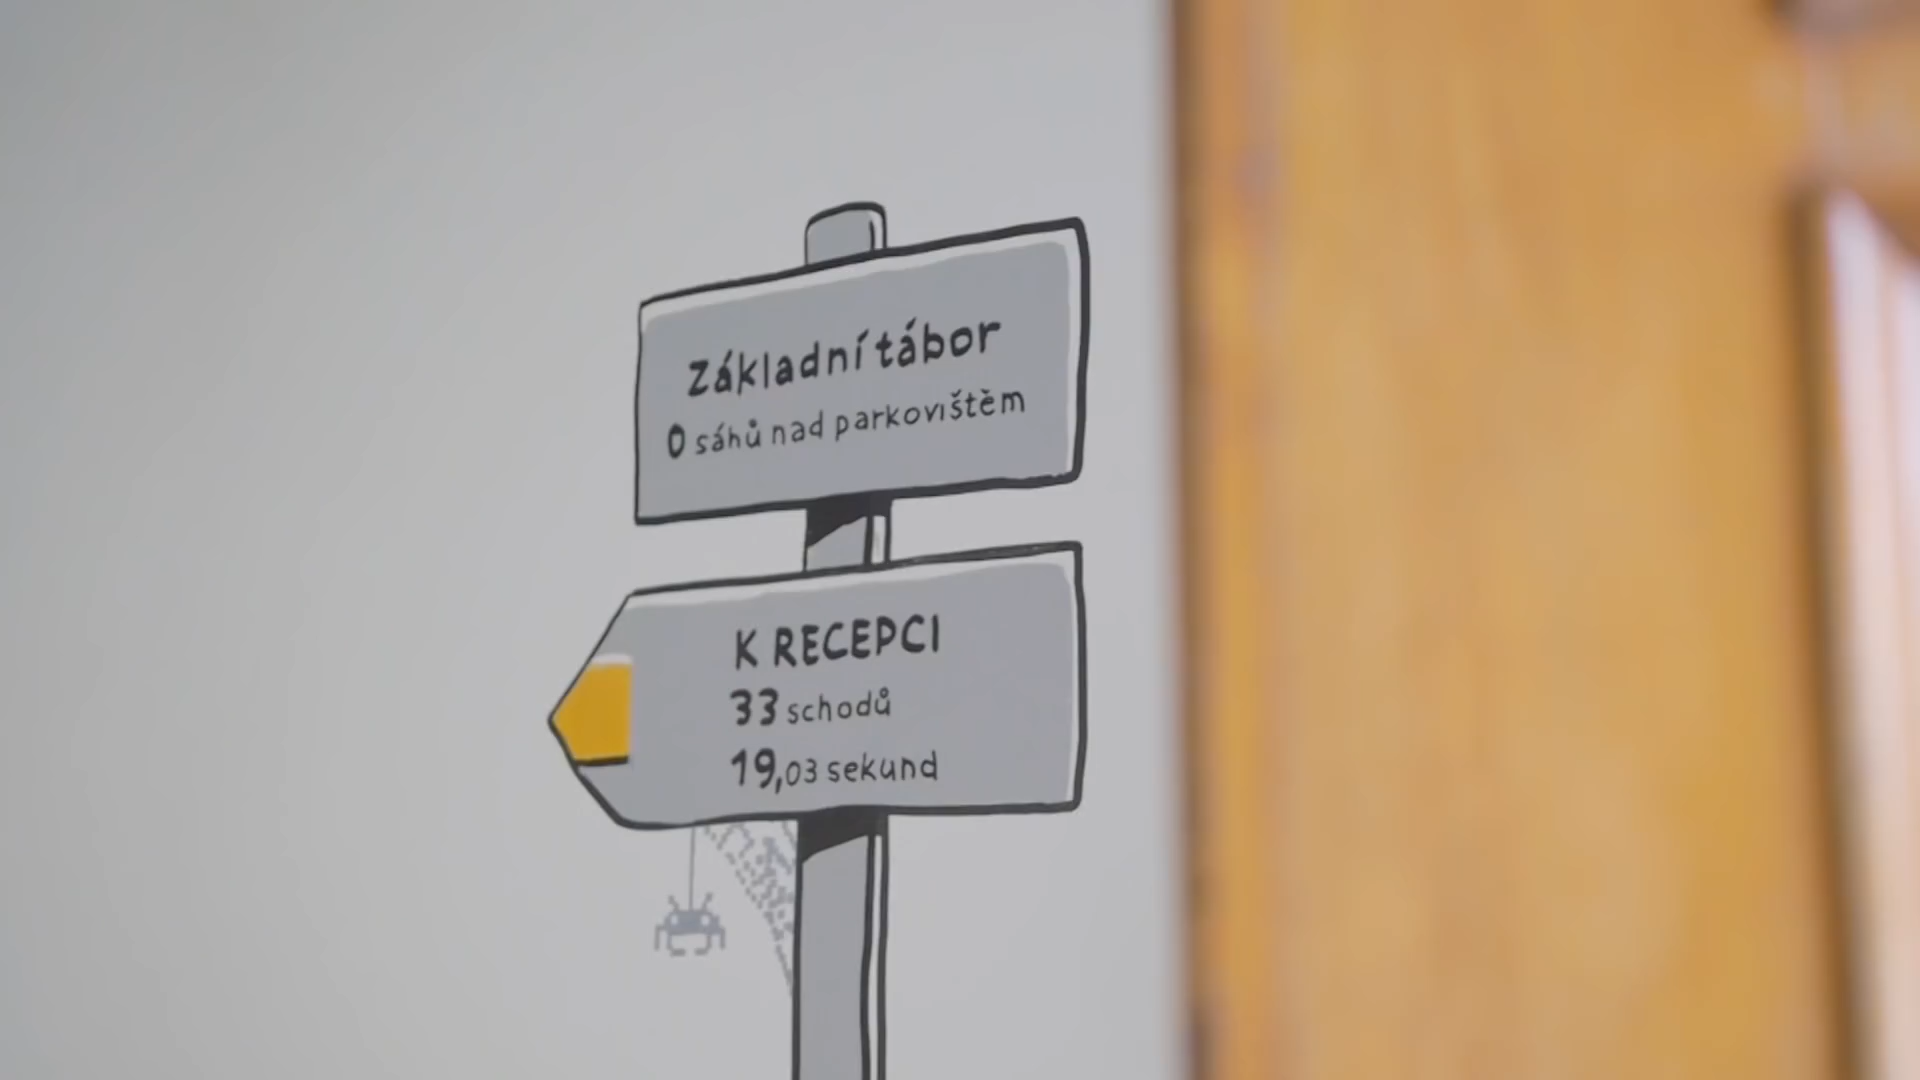 Základní tábor
0 sáhů nad parkovištěm
K RECEPCI
33 schodů
19,03 sekund